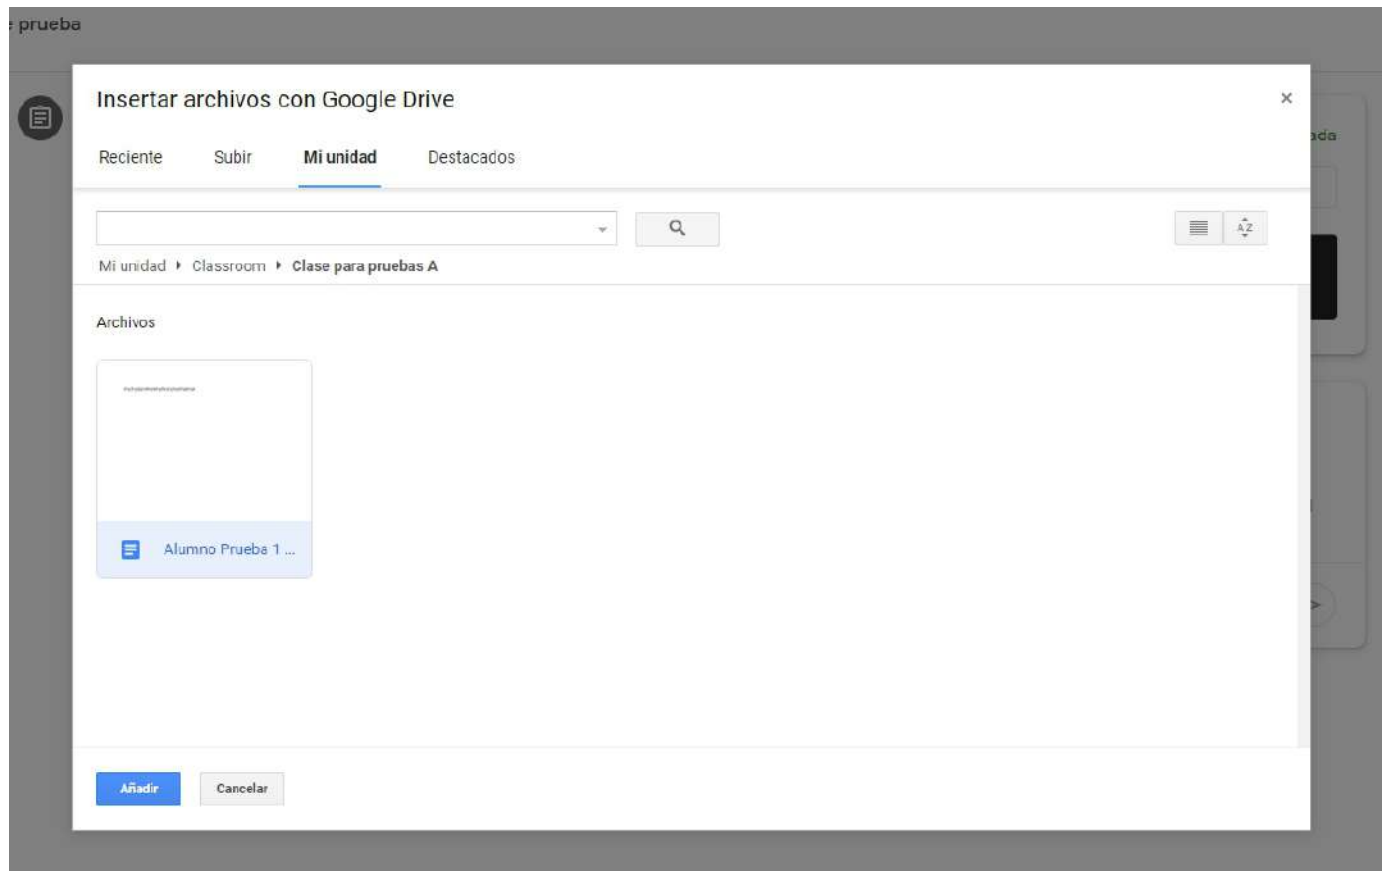 prueba
Insertar archivos con Google Drive
Reciente Subir Mi unidad Destacados
Mi unidad Classroom Clase para pruebas A
Archivos
Alumno Prueba 1 ...
Añadir Cancelar